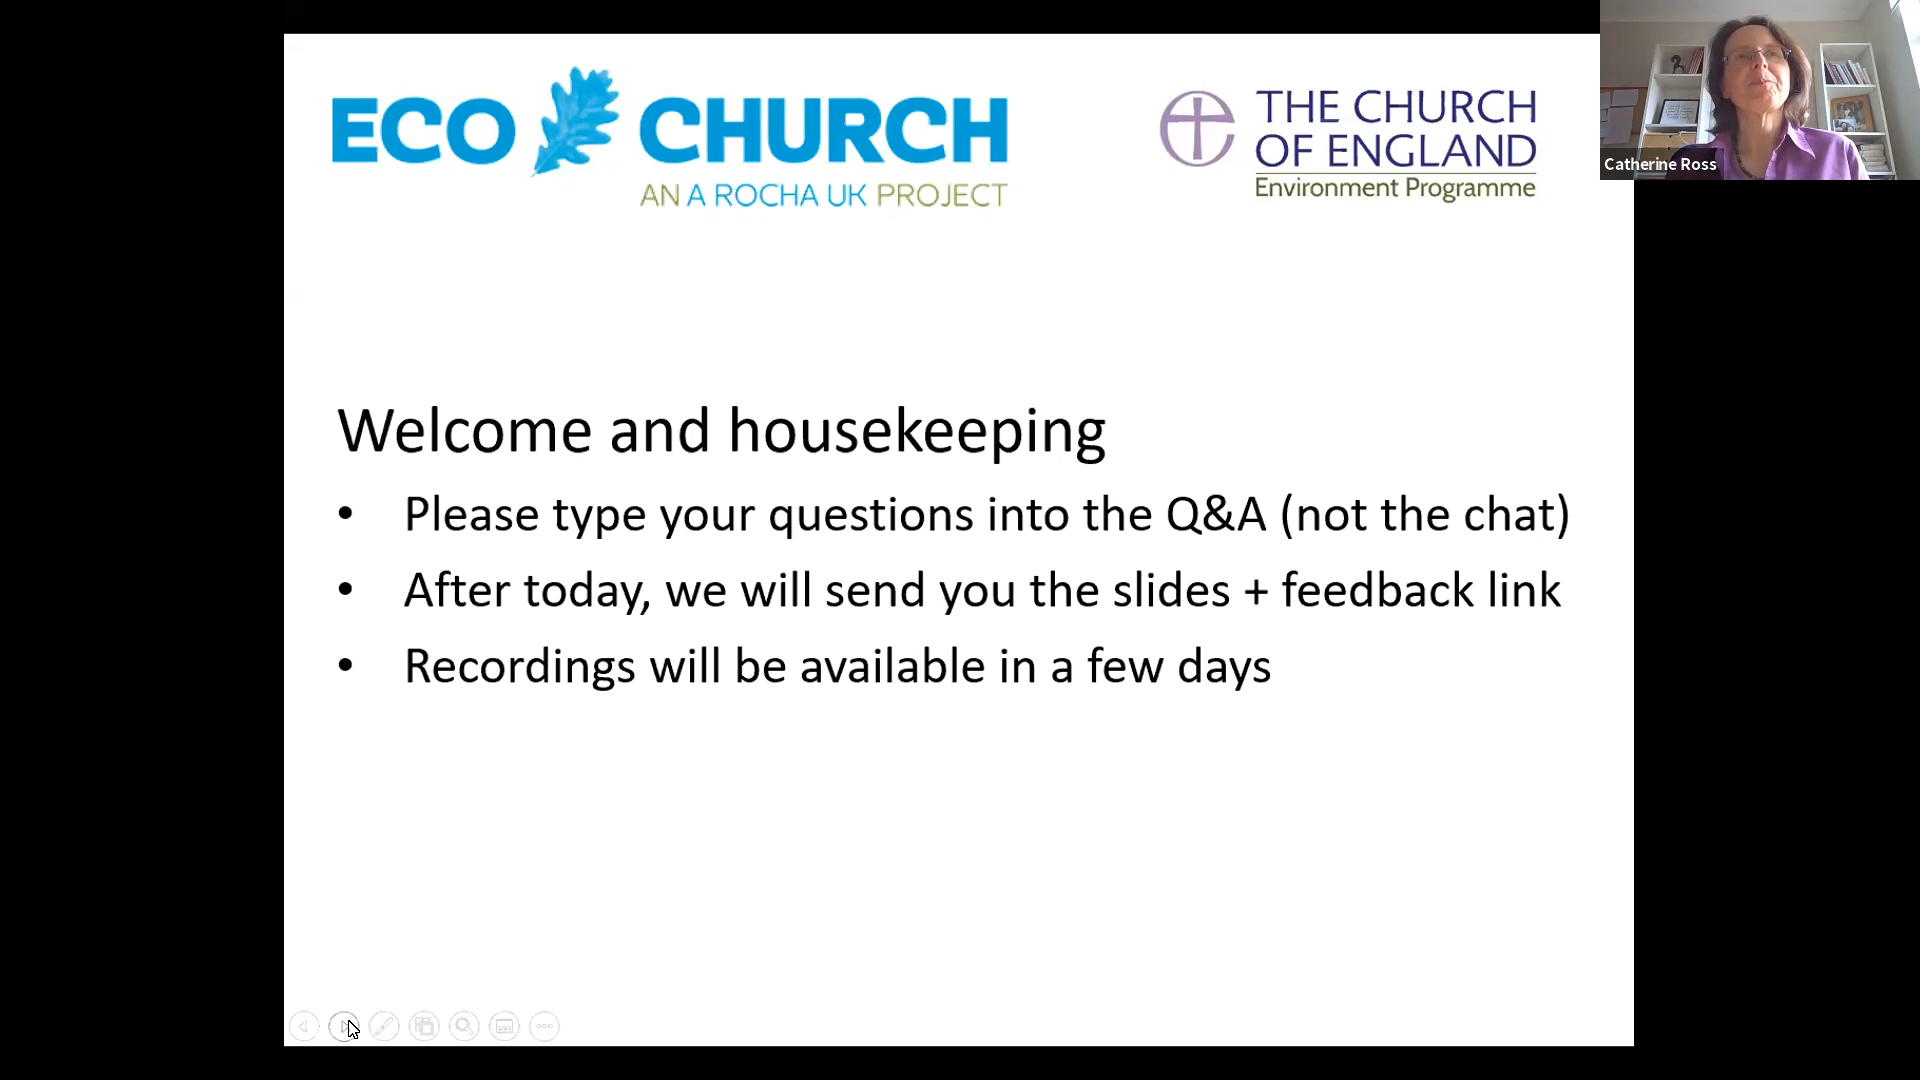 ECO CHURCH
AN A ROCHA UK PROJECT
THE CHURCH
OF ENGLAND
Environment Programme
Catherine Ross
Welcome and housekeeping
• Please type your questions into the Q&A (not the chat)
• After today, we will send you the slides + feedback link
• Recordings will be available in a few days